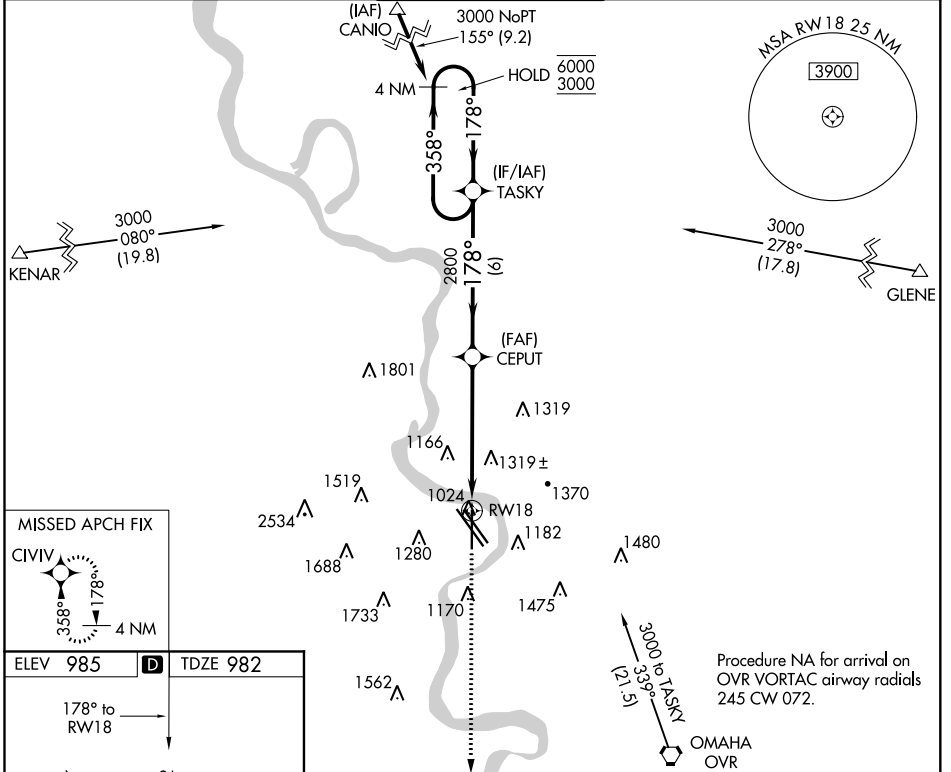 (IAF)
CANIO
3000 NoPT
155° (9.2)
HOLD
6000
3000
4 NM
358°
178°
MSA RW18 25 NM
3900
(IF/IAF)
TASKY
3000
080°
(19.8)
KENAR
3000
278°
(17.8)
GLENE
2800
178°
(6)
(FAF)
CEPUT
1801
1319
1166
1319 ±
1370
1519
1024
RW18
2534
1182
1280
1480
1688
1733
1170
1475
1562
MISSED APCH FIX
CIVIV
358°
178°
4 NM
3000 to TASKY
339°
(21.5)
OMAHA
OVR
Procedure NA for arrival on
OVR VORTAC airway radials
245 CW 072.
ELEV 985
D
TDZE 982
178° to
RW18